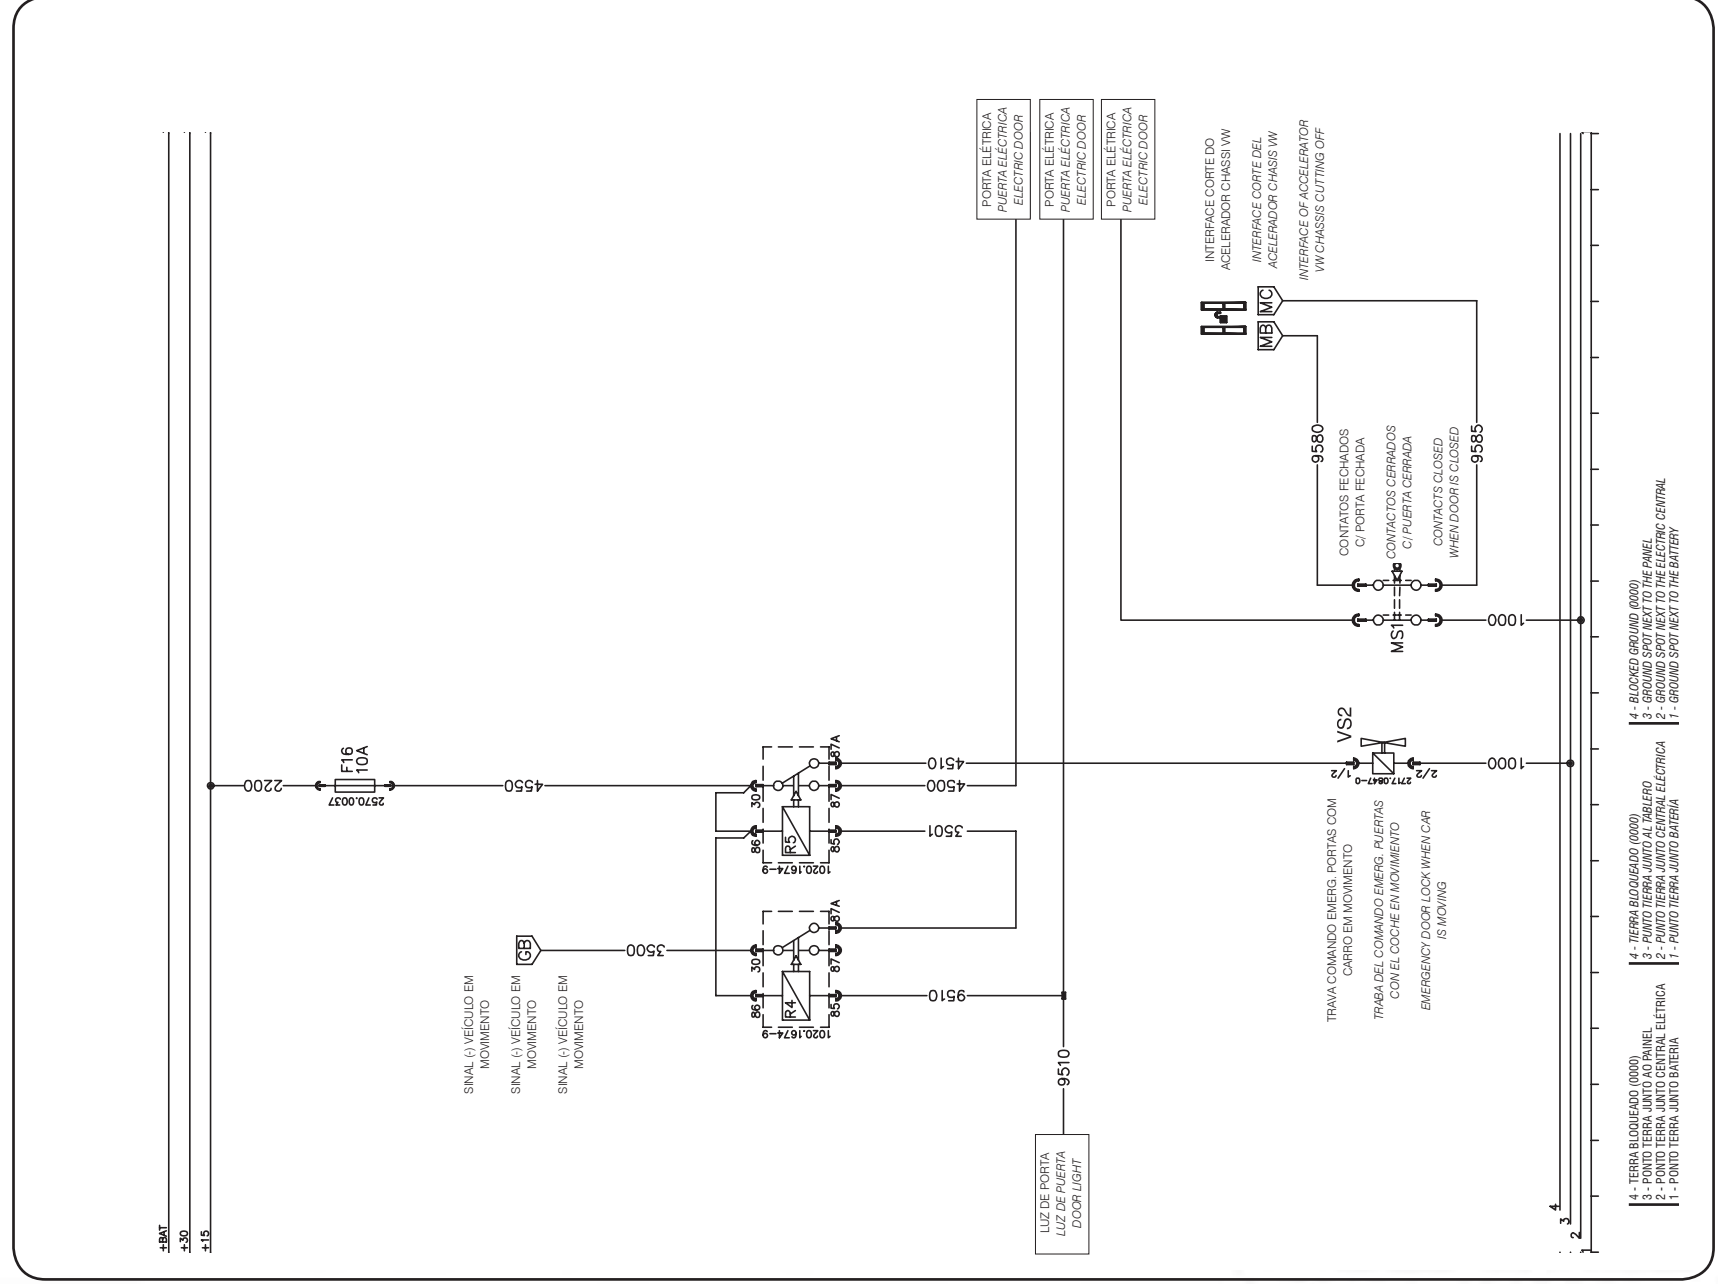 +BAT
+30
+15
2200
F16
10A
2570.0037
4550
SINAL (-) VEÍCULO EM
MOVIMENTO
SINAL (-) VEÍCULO EM
MOVIMENTO
SINAL (-) VEÍCULO EM
MOVIMENTO
GB
3500
30
86
R4
87A
87
85
1020.1674-9
30
86
R5
87A
87
85
1020.1674-9
4510
4500
3501
9510
9510
LUZ DE PORTA
LUZ DE PUERTA
DOOR LIGHT
PORTA ELÉTRICA
PUERTA ELÉCTRICA
ELECTRIC DOOR
PORTA ELÉTRICA
PUERTA ELÉCTRICA
ELECTRIC DOOR
PORTA ELÉTRICA
PUERTA ELÉCTRICA
ELECTRIC DOOR
INTERFACE CORTE DO
ACELERADOR CHASSI VW
INTERFACE CORTE DEL
ACELERADOR CHASIS VW
INTERFACE OF ACCELERATOR
VW CHASSIS CUTTING OFF
MB
MC
9580
9585
CONTATOS FECHADOS
C/ PORTA FECHADA
CONTACTOS CERRADOS
C/ PUERTA CERRADA
CONTACTS CLOSED
WHEN DOOR IS CLOSED
MS1
1000
VS2
1/2
2/2
2717.0847-0
1000
TRAVA COMANDO EMERG. PORTAS COM
CARRO EM MOVIMENTO
TRABA DEL COMANDO EMERG. PUERTAS
CON EL COCHE EN MOVIMIENTO
EMERGENCY DOOR LOCK WHEN CAR
IS MOVING
4
3
2
1
4 - TERRA BLOQUEADO (0000)
3 - PONTO TERRA JUNTO AO PAINEL
2 - PONTO TERRA JUNTO CENTRAL ELÉTRICA
1 - PONTO TERRA JUNTO BATERIA
4 - TIERRA BLOQUEADO (0000)
3 - PUNTO TIERRA JUNTO AL TABLERO
2 - PUNTO TIERRA JUNTO CENTRAL ELÉCTRICA
1 - PUNTO TIERRA JUNTO BATERÍA
4 - BLOCKED GROUND (0000)
3 - GROUND SPOT NEXT TO THE PANEL
2 - GROUND SPOT NEXT TO THE ELECTRIC CENTRAL
1 - GROUND SPOT NEXT TO THE BATTERY